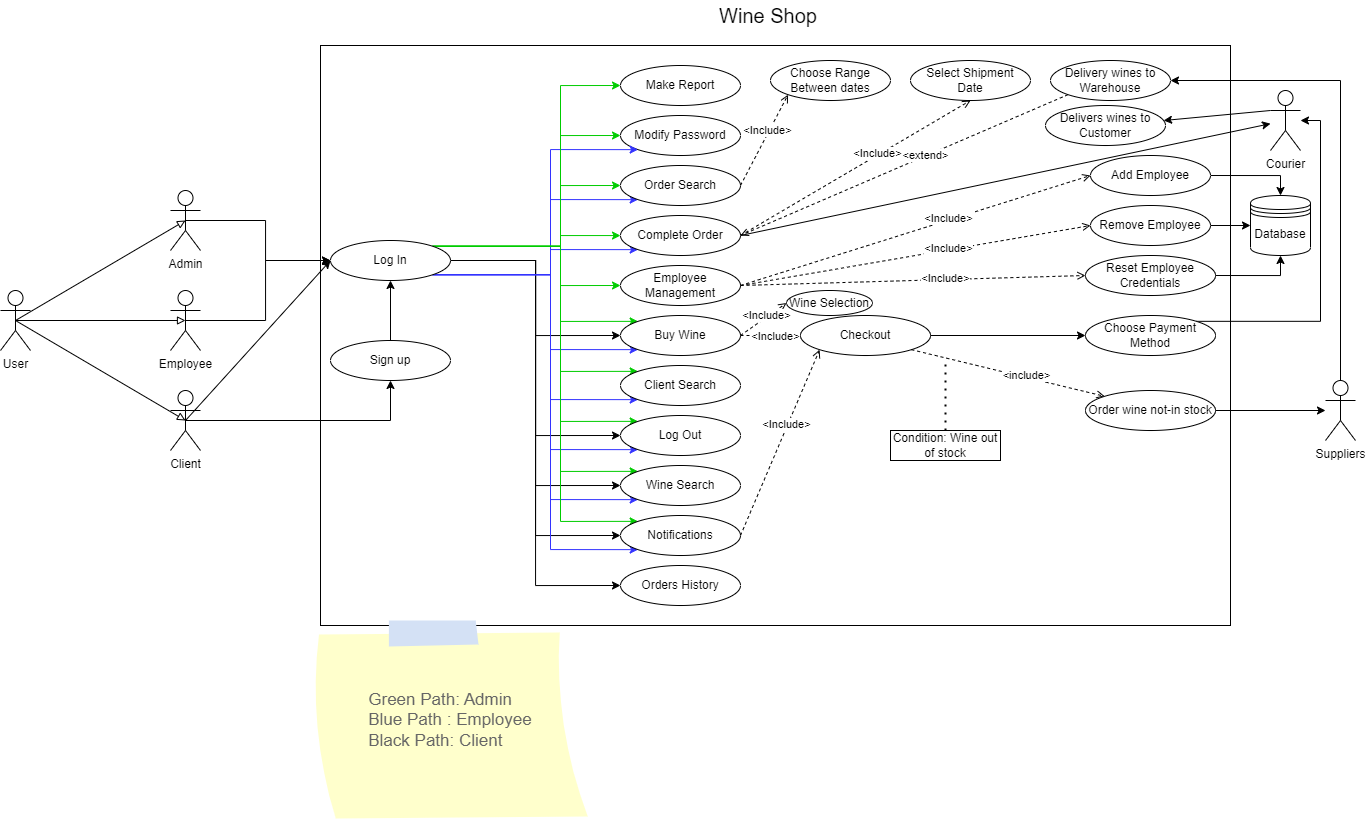 Wine Shop
Make Report
Choose Range
Between dates
Select Shipment
Date
Delivery wines to
Warehouse
Modify Password
<Include>
Delivers wines to
Customer
Courier
Order Search
<Include>
<extend>
Add Employee
Admin
Complete Order
<Include>
Remove Employee
Database
Log In
Employee
Management
<Include>
<Include>
Reset Employee
Credentials
User
Employee
Sign up
Buy Wine
Wine Selection
<Include>
<Include>
Checkout
Choose Payment
Method
Client Search
<include>
Order wine not-in stock
Client
Log Out
<Include>
Condition: Wine out
of stock
Suppliers
Wine Search
Notifications
Orders History
Green Path: Admin
Blue Path : Employee
Black Path: Client